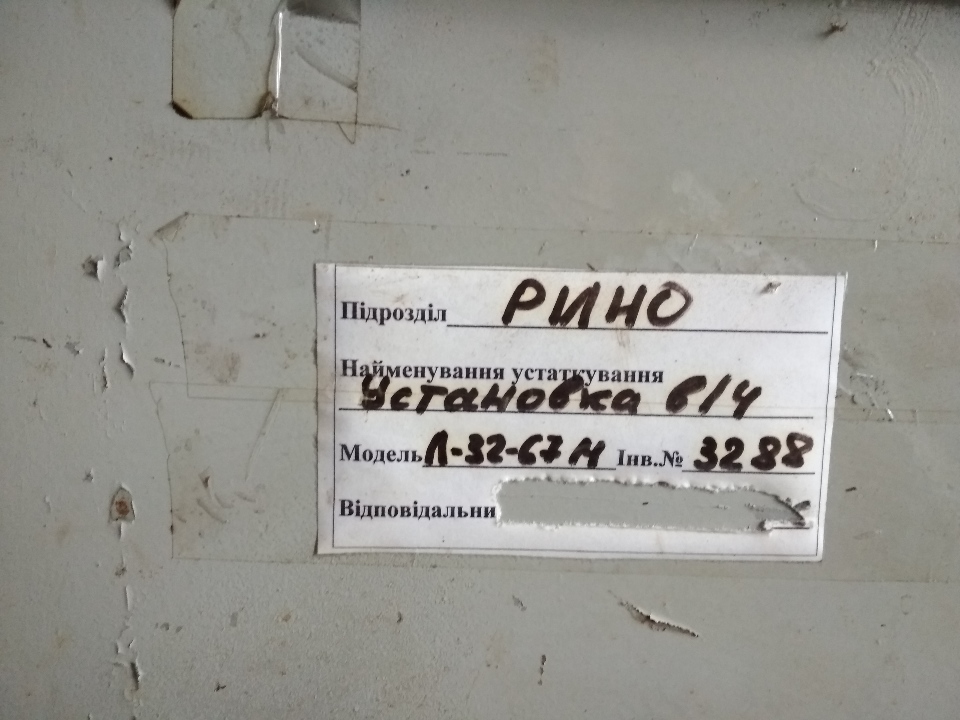 Підрозділ РИНО
Найменування устаткування
Установка в/ч
Модель Л-32-67М Інв.№ 3288
Відповідальни